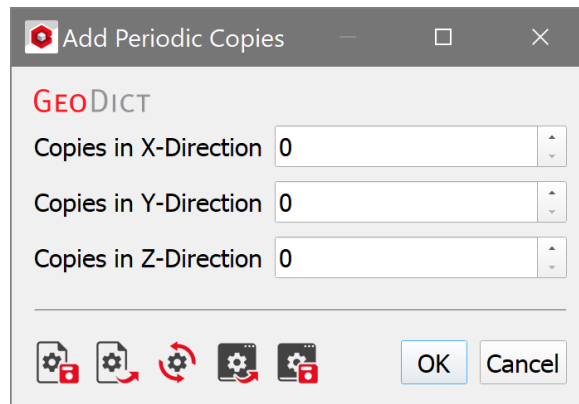 Add Periodic Copies
GEODICT
Copies in X-Direction 0
Copies in Y-Direction 0
Copies in Z-Direction 0
OK Cancel